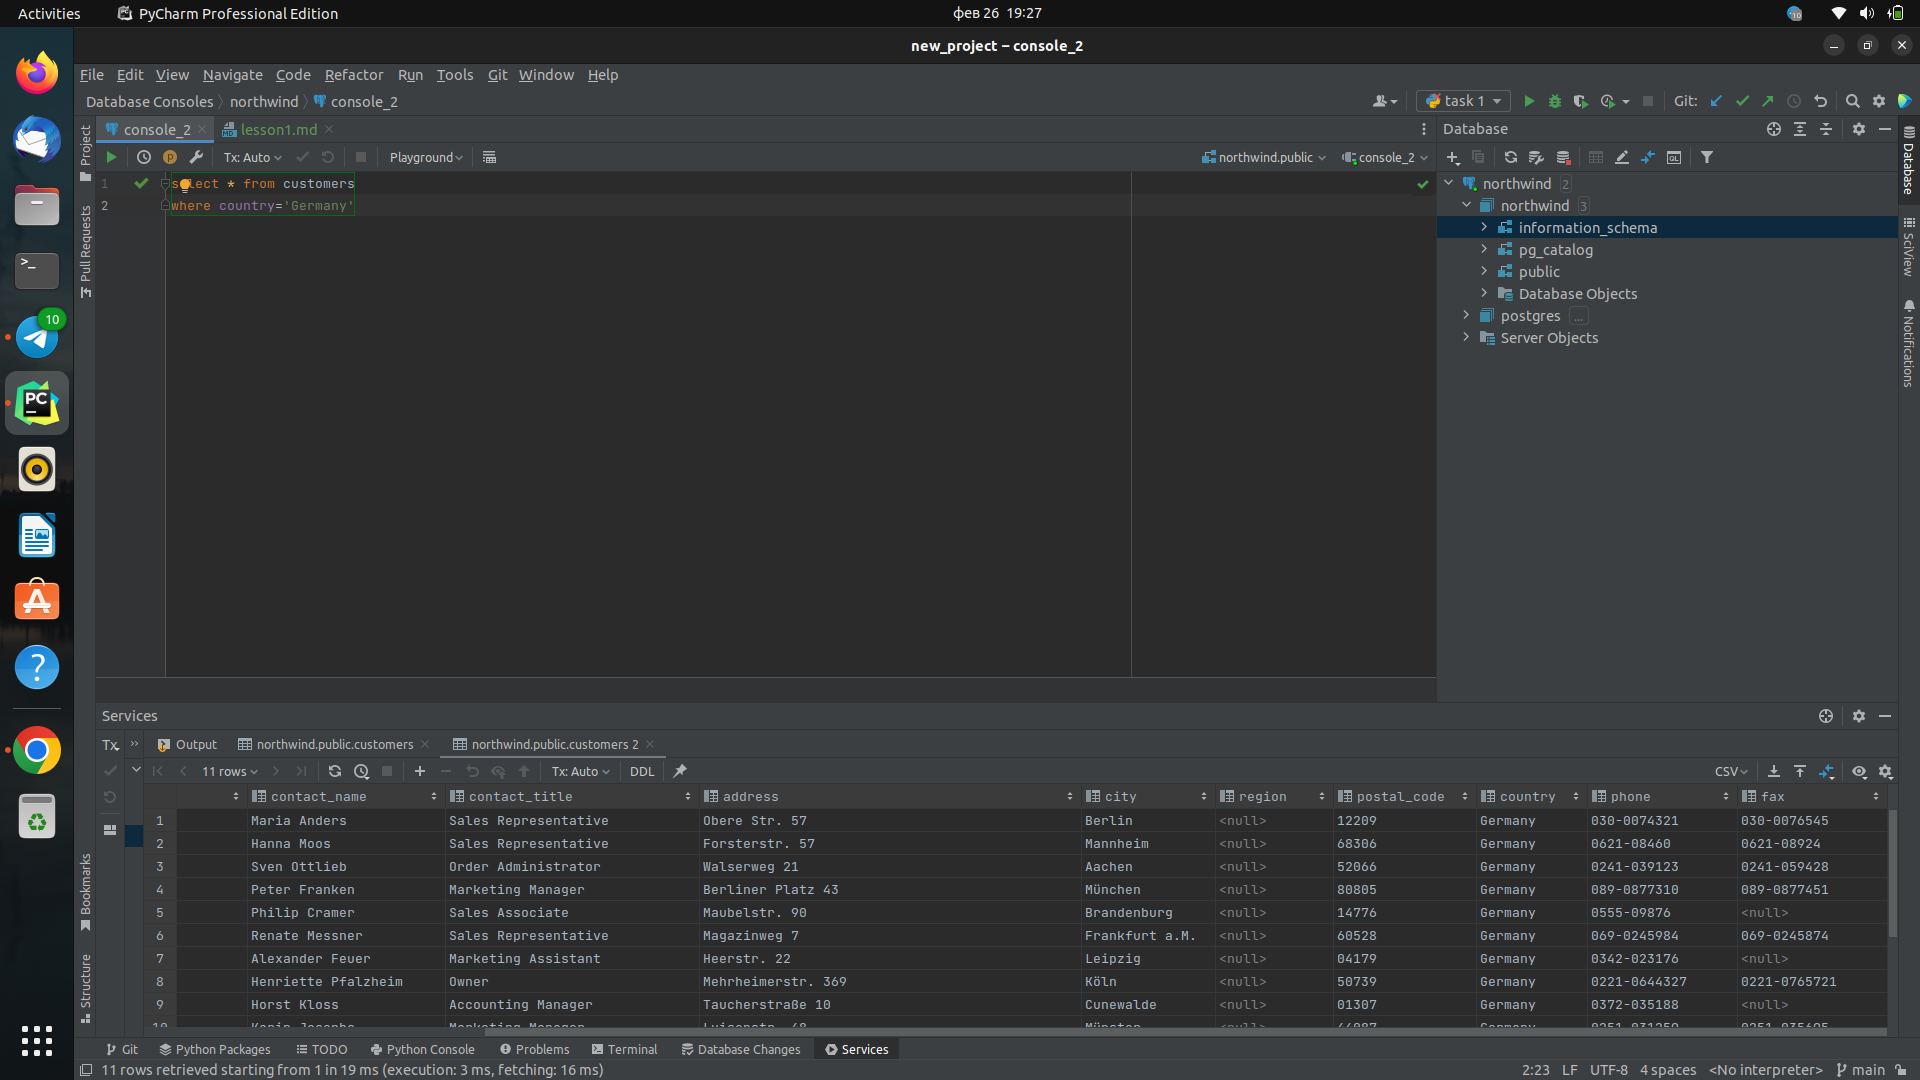 Activities PyCharm Professional Edition фев 26 19:27 10
new_project – console_2
File Edit View Navigate Code Refactor Run Tools Git Window Help
Database Consoles northwind console_2 task 1 Git:
console_2 lesson1.md Database
Tx: Auto Playground northwind.public console_2
1 select * from customers
2 where country='Germany'
northwind 2
northwind 3
information_schema
pg_catalog
public
Database Objects
postgres ...
Server Objects
Project
Pull Requests
Bookmarks
Structure
Database
SciView
Notifications
10
PC
Services
Tx Output northwind.public.customers northwind.public.customers 2
11 rows Tx: Auto DDL CSV
contact_name contact_title address city region postal_code country phone fax
1 Maria Anders Sales Representative Obere Str. 57 Berlin <null> 12209 Germany 030-0074321 030-0076545
2 Hanna Moos Sales Representative Forsterstr. 57 Mannheim <null> 68306 Germany 0621-08460 0621-08924
3 Sven Ottlieb Order Administrator Walserweg 21 Aachen <null> 52066 Germany 0241-039123 0241-059428
4 Peter Franken Marketing Manager Berliner Platz 43 München <null> 80805 Germany 089-0877310 089-0877451
5 Philip Cramer Sales Associate Maubelstr. 90 Brandenburg <null> 14776 Germany 0555-09876 <null>
6 Renate Messner Sales Representative Magazinweg 7 Frankfurt a.M. <null> 60528 Germany 069-0245984 069-0245874
7 Alexander Feuer Marketing Assistant Heerstr. 22 Leipzig <null> 04179 Germany 0342-023176 <null>
8 Henriette Pfalzheim Owner Mehrheimerstr. 369 Köln <null> 50739 Germany 0221-0644327 0221-0765721
9 Horst Kloss Accounting Manager Taucherstraße 10 Cunewalde <null> 01307 Germany 0372-035188 <null>
Git Python Packages TODO Python Console Problems Terminal Database Changes Services
11 rows retrieved starting from 1 in 19 ms (execution: 3 ms, fetching: 16 ms) 2:23 LF UTF-8 4 spaces <No interpreter> main